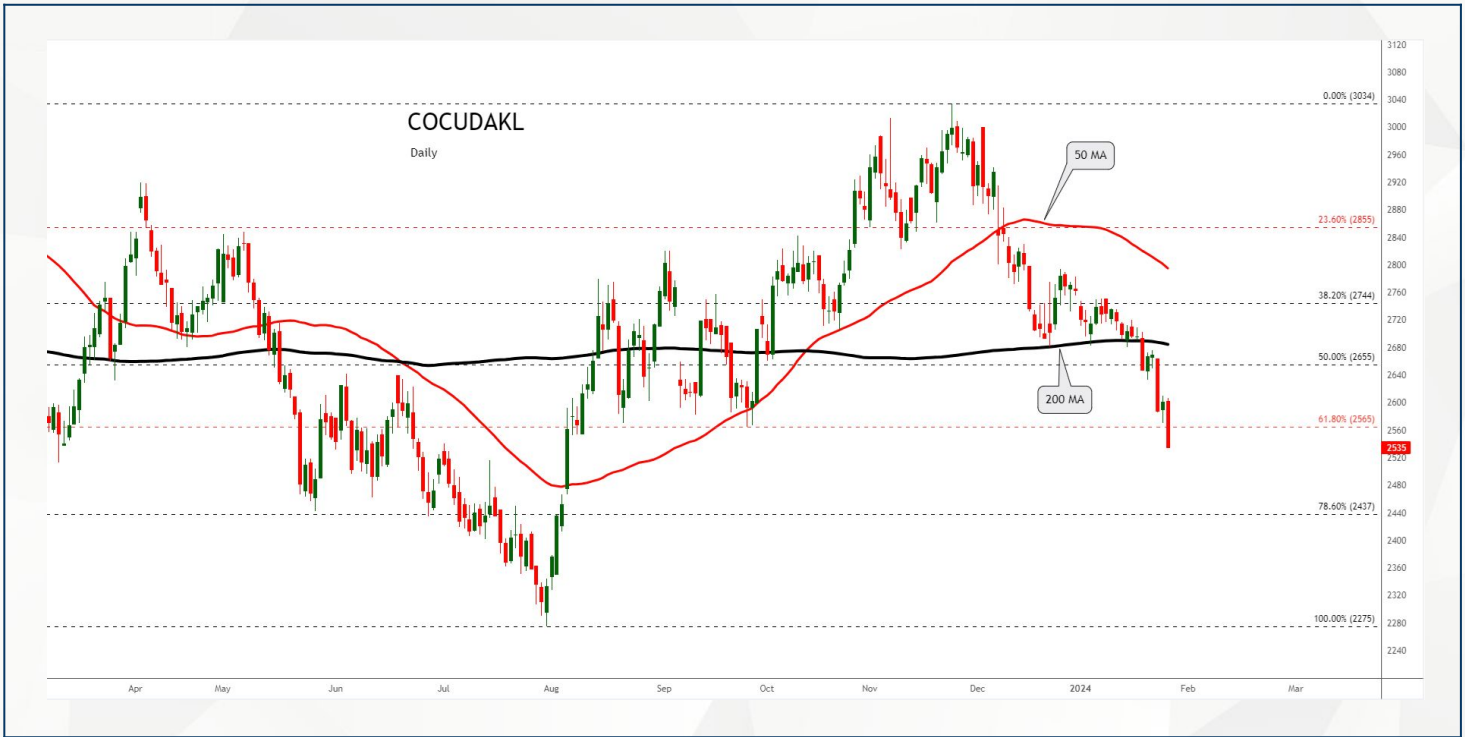 COCUDAKL
Daily
50 MA
200 MA
0.00% (3034)
23.60% (2855)
38.20% (2744)
50.00% (2655)
61.80% (2565)
78.60% (2437)
100.00% (2275)
3120
3080
3040
3000
2960
2920
2880
2840
2800
2760
2720
2680
2640
2600
2560
2535
2520
2480
2440
2400
2360
2320
2280
2240
Apr
May
Jun
Jul
Aug
Sep
Oct
Nov
Dec
2024
Feb
Mar